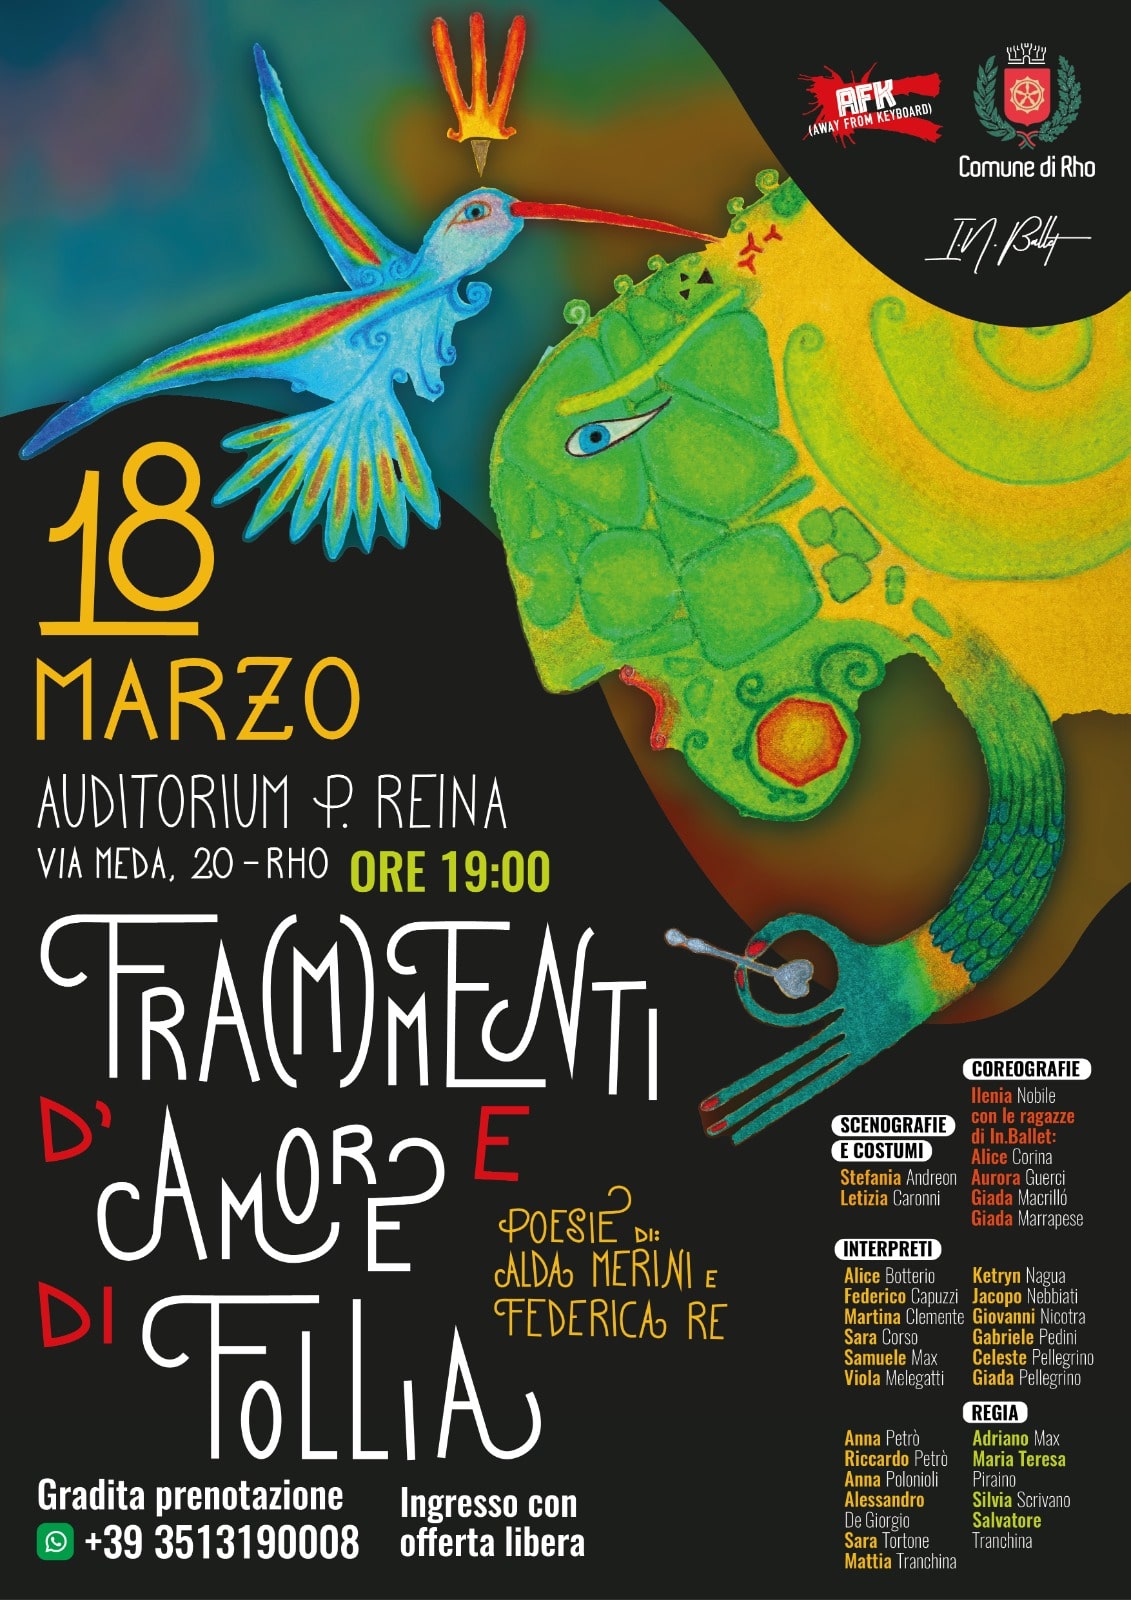 AFK
(AWAY FROM KEYBOARD)
Comune di Rho
I.N. Ballet
18
MARZO
AUDITORIUM P. REINA
VIA MEDA, 20 - RHO ORE 19:00
FRA(M)MENTI
D'AMORE E
DI FOLLIA
POESIE DI:
ALDA MERINI E
FEDERICA RE
Gradita prenotazione
+39 3513190008
Ingresso con
offerta libera
SCENOGRAFIE
E COSTUMI
Stefania Andreon
Letizia Caronni
COREOGRAFIE
Ilenia Nobile
con le ragazze
di In.Ballet:
Alice Corina
Aurora Guerci
Giada Macrilló
Giada Marrapese
INTERPRETI
Alice Botterio
Federico Capuzzi
Martina Clemente
Sara Corso
Samuele Max
Viola Melegatti
Ketryn Nagua
Jacopo Nebbiati
Giovanni Nicotra
Gabriele Pedini
Celeste Pellegrino
Giada Pellegrino
Anna Petrò
Riccardo Petrò
Anna Polonioli
Alessandro
De Giorgio
Sara Tortone
Mattia Tranchina
REGIA
Adriano Max
Maria Teresa
Piraino
Silvia Scrivano
Salvatore
Tranchina